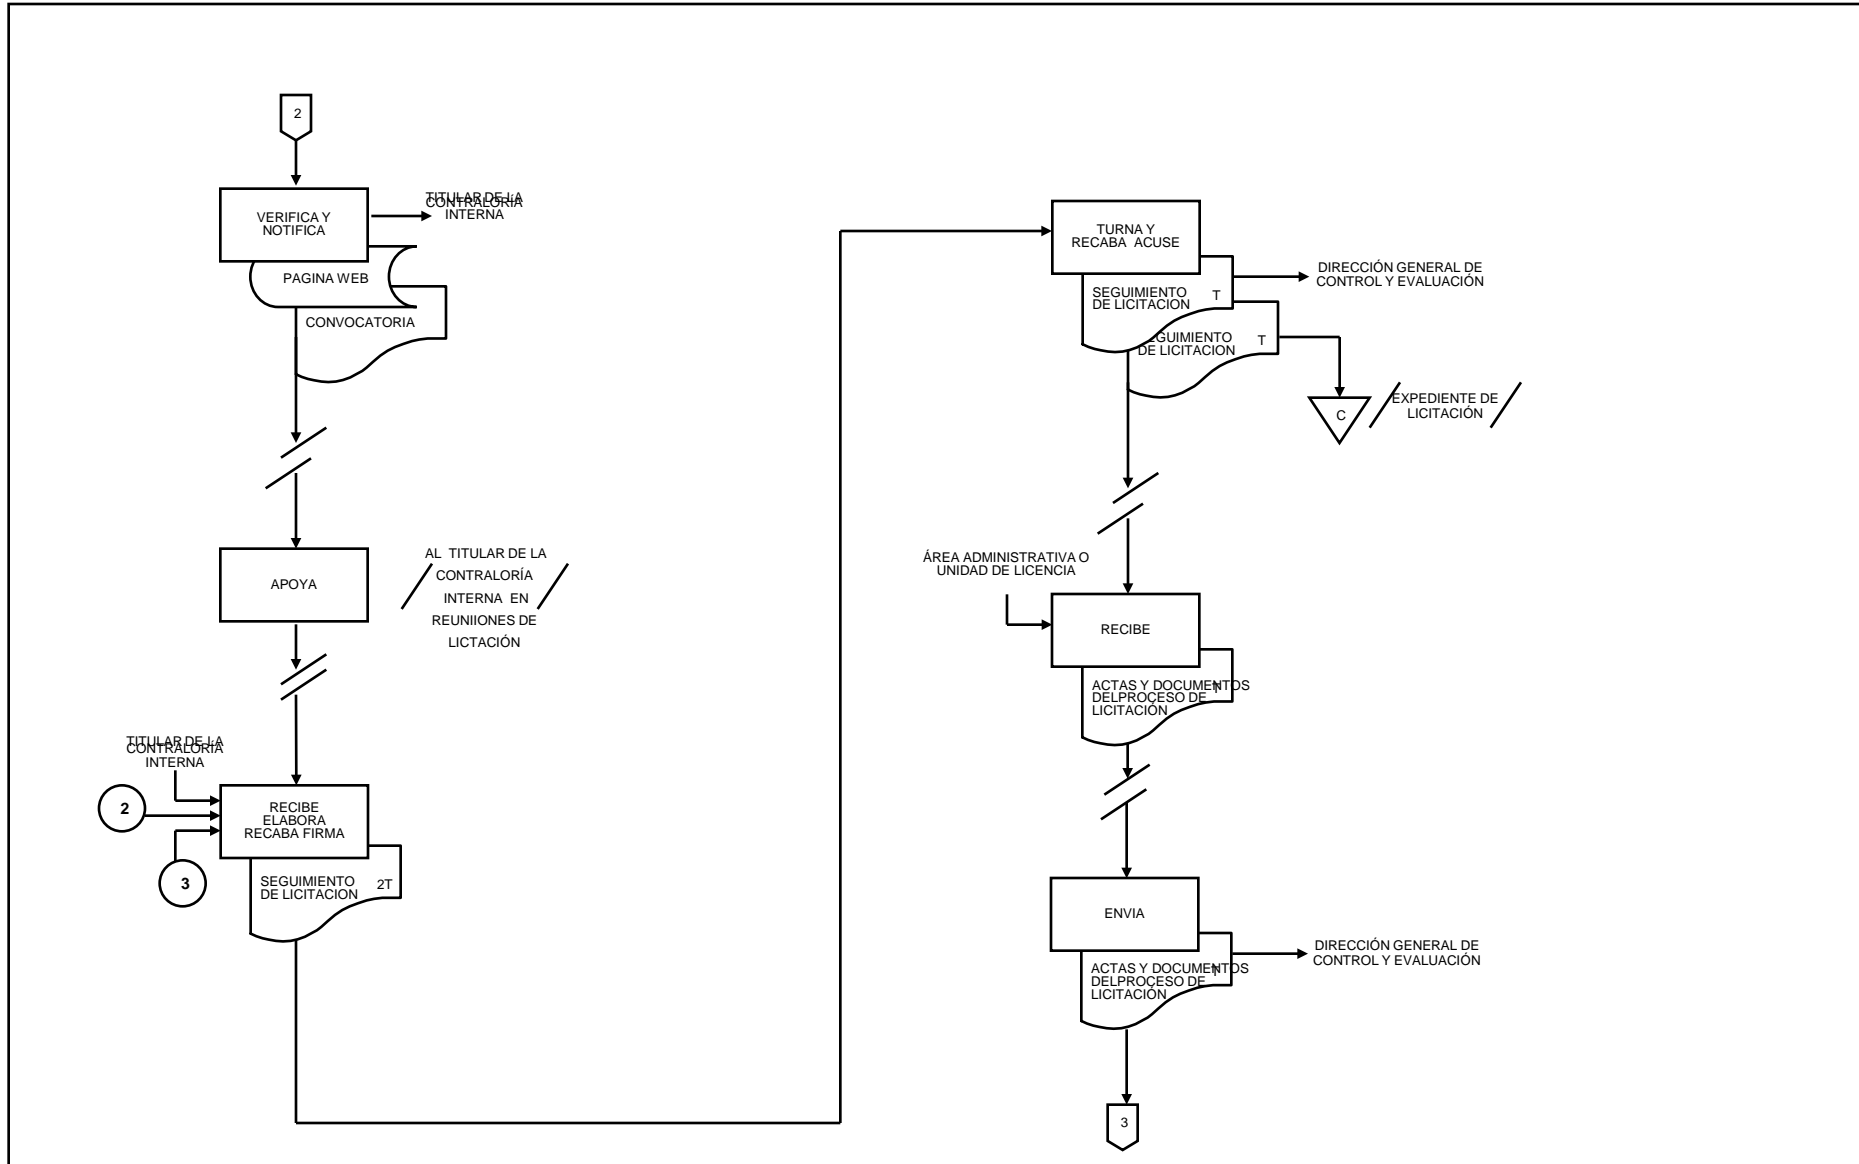 2
TITULAR DE LA
CONTRALORÍA
INTERNA
VERIFICA Y
NOTIFICA
PAGINA WEB
CONVOCATORIA
APOYA
AL TITULAR DE LA
CONTRALORÍA
INTERNA EN
REUNIIONES DE
LICTACIÓN
TITULAR DE LA
CONTRALORÍA
INTERNA
2
3
RECIBE
ELABORA
RECABA FIRMA
SEGUIMIENTO
DE LICITACION 2T
TURNA Y
RECABA ACUSE
SEGUIMIENTO
DE LICITACION T
DIRECCIÓN GENERAL DE
CONTROL Y EVALUACIÓN
EGUIMIENTO
DE LICITACION T
C
EXPEDIENTE DE
LICITACIÓN
ÁREA ADMINISTRATIVA O
UNIDAD DE LICENCIA
RECIBE
ACTAS Y DOCUMENTOS
DELPROCESO DE T
LICITACIÓN
ENVIA
ACTAS Y DOCUMENTOS
DELPROCESO DE T
LICITACIÓN
DIRECCIÓN GENERAL DE
CONTROL Y EVALUACIÓN
3